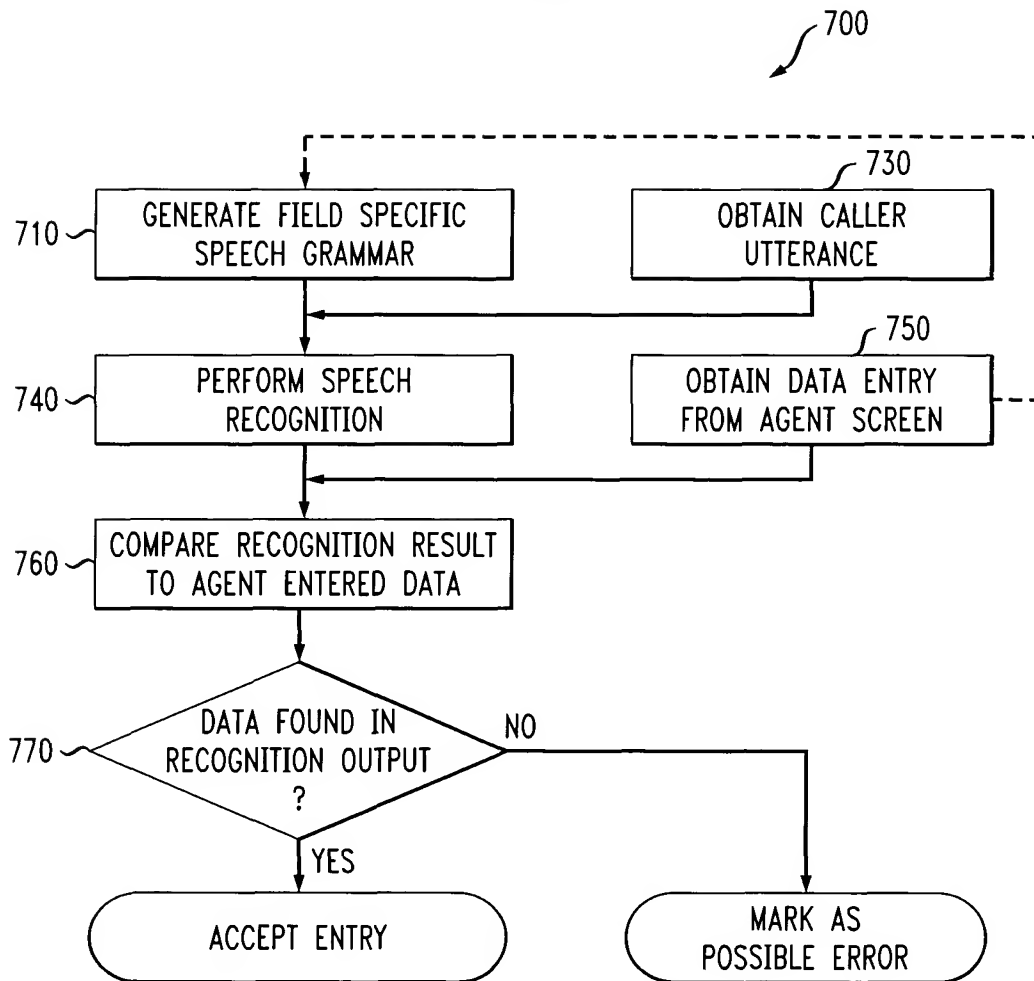 700
710
GENERATE FIELD SPECIFIC
SPEECH GRAMMAR
730
OBTAIN CALLER
UTTERANCE
740
PERFORM SPEECH
RECOGNITION
750
OBTAIN DATA ENTRY
FROM AGENT SCREEN
760
COMPARE RECOGNITION RESULT
TO AGENT ENTERED DATA
770
DATA FOUND IN
RECOGNITION OUTPUT
?
NO
YES
ACCEPT ENTRY
MARK AS
POSSIBLE ERROR